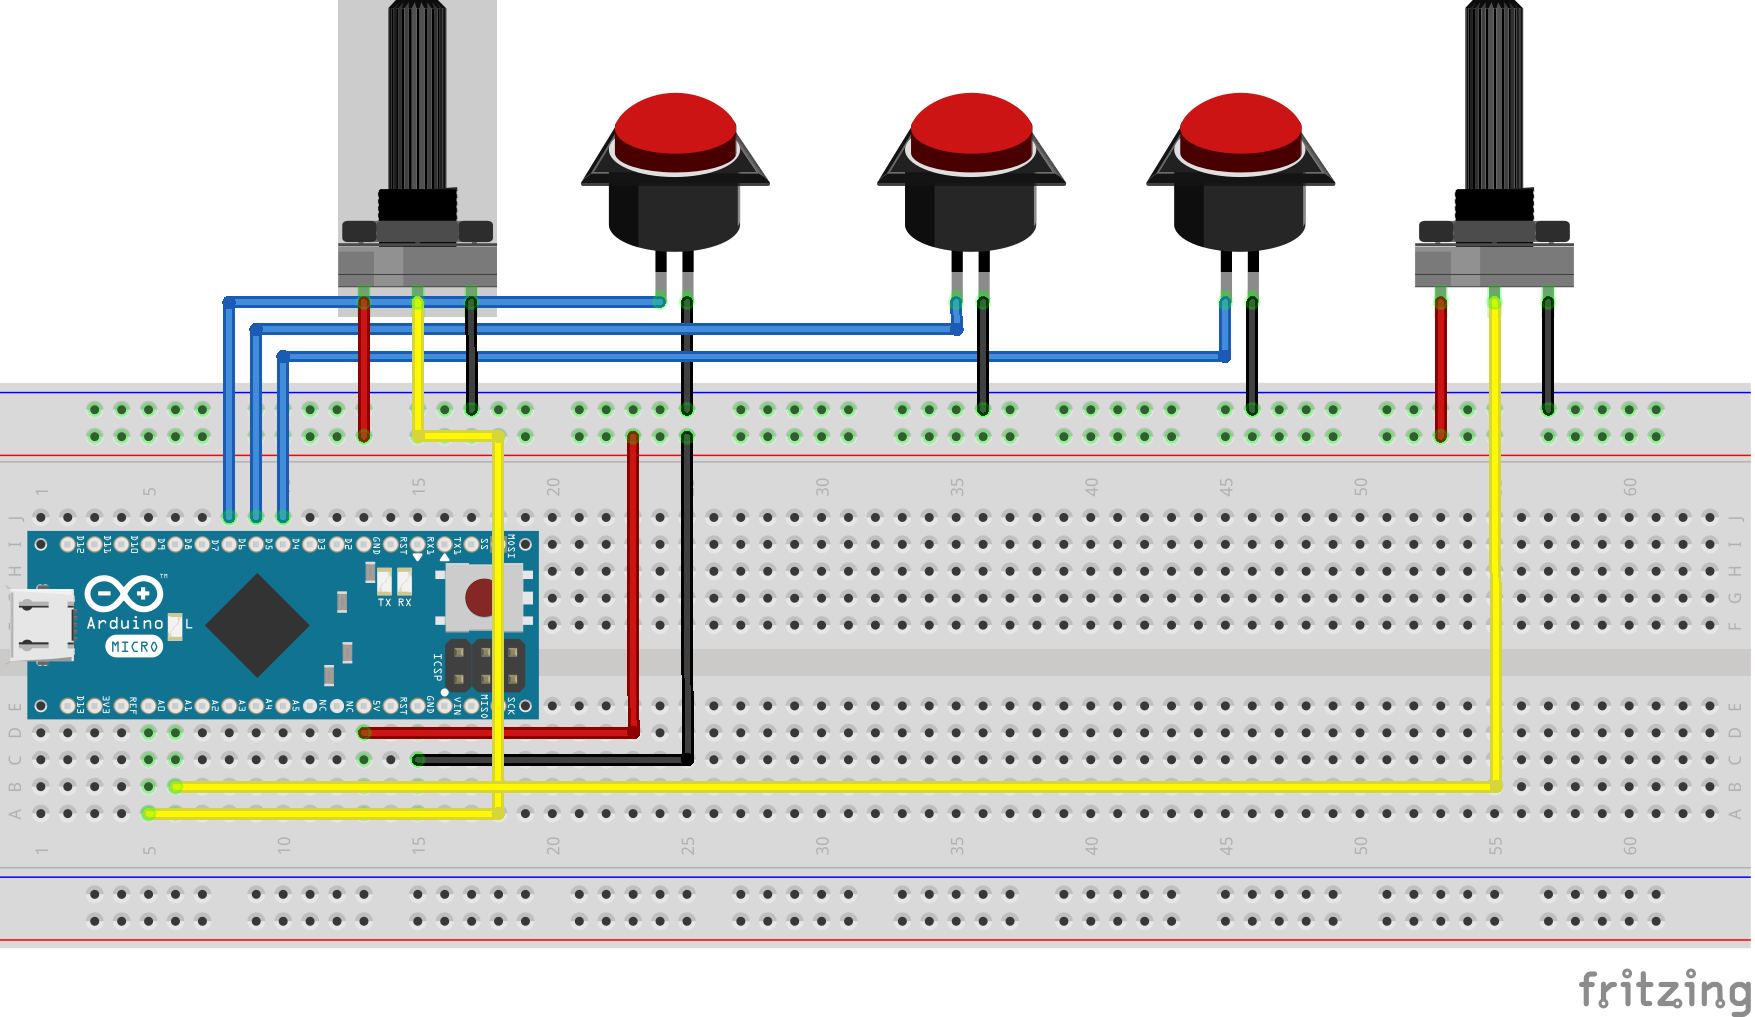 1 5 15 20 30 35 40 45 50 60
J J
D12 D11 D10 D9 D8 D7 D6 D5 D4 D3 D2 GND RST RX1 TX1 SS MOSI
I I
H H
™
TX RX
G G
Arduino L
F F
MICRO
ICSP
D13 3V3 REF A0 A1 A2 A3 A4 A5 NC NC 5V RST GND VIN MISO SCK
E E
D D
C C
B B
A A
1 5 10 15 20 25 30 35 40 45 50 55 60
fritzing